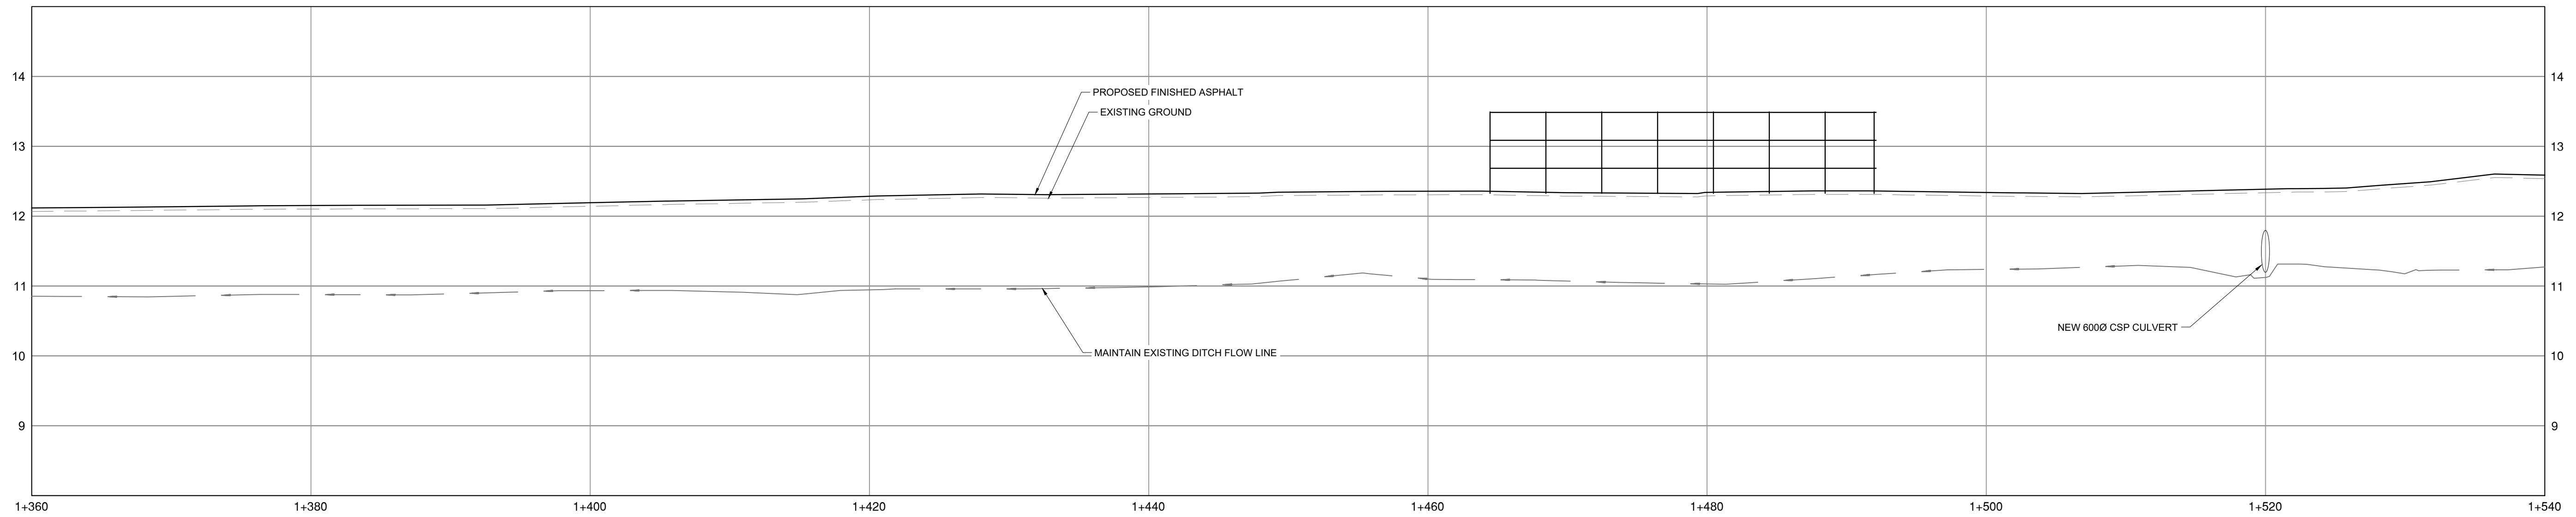 14 14
PROPOSED FINISHED ASPHALT
EXISTING GROUND
13 13
12 12
11 11
NEW 600Ø CSP CULVERT
MAINTAIN EXISTING DITCH FLOW LINE
10 10
9 9
1+360 1+380 1+400 1+420 1+440 1+460 1+480 1+500 1+520 1+540